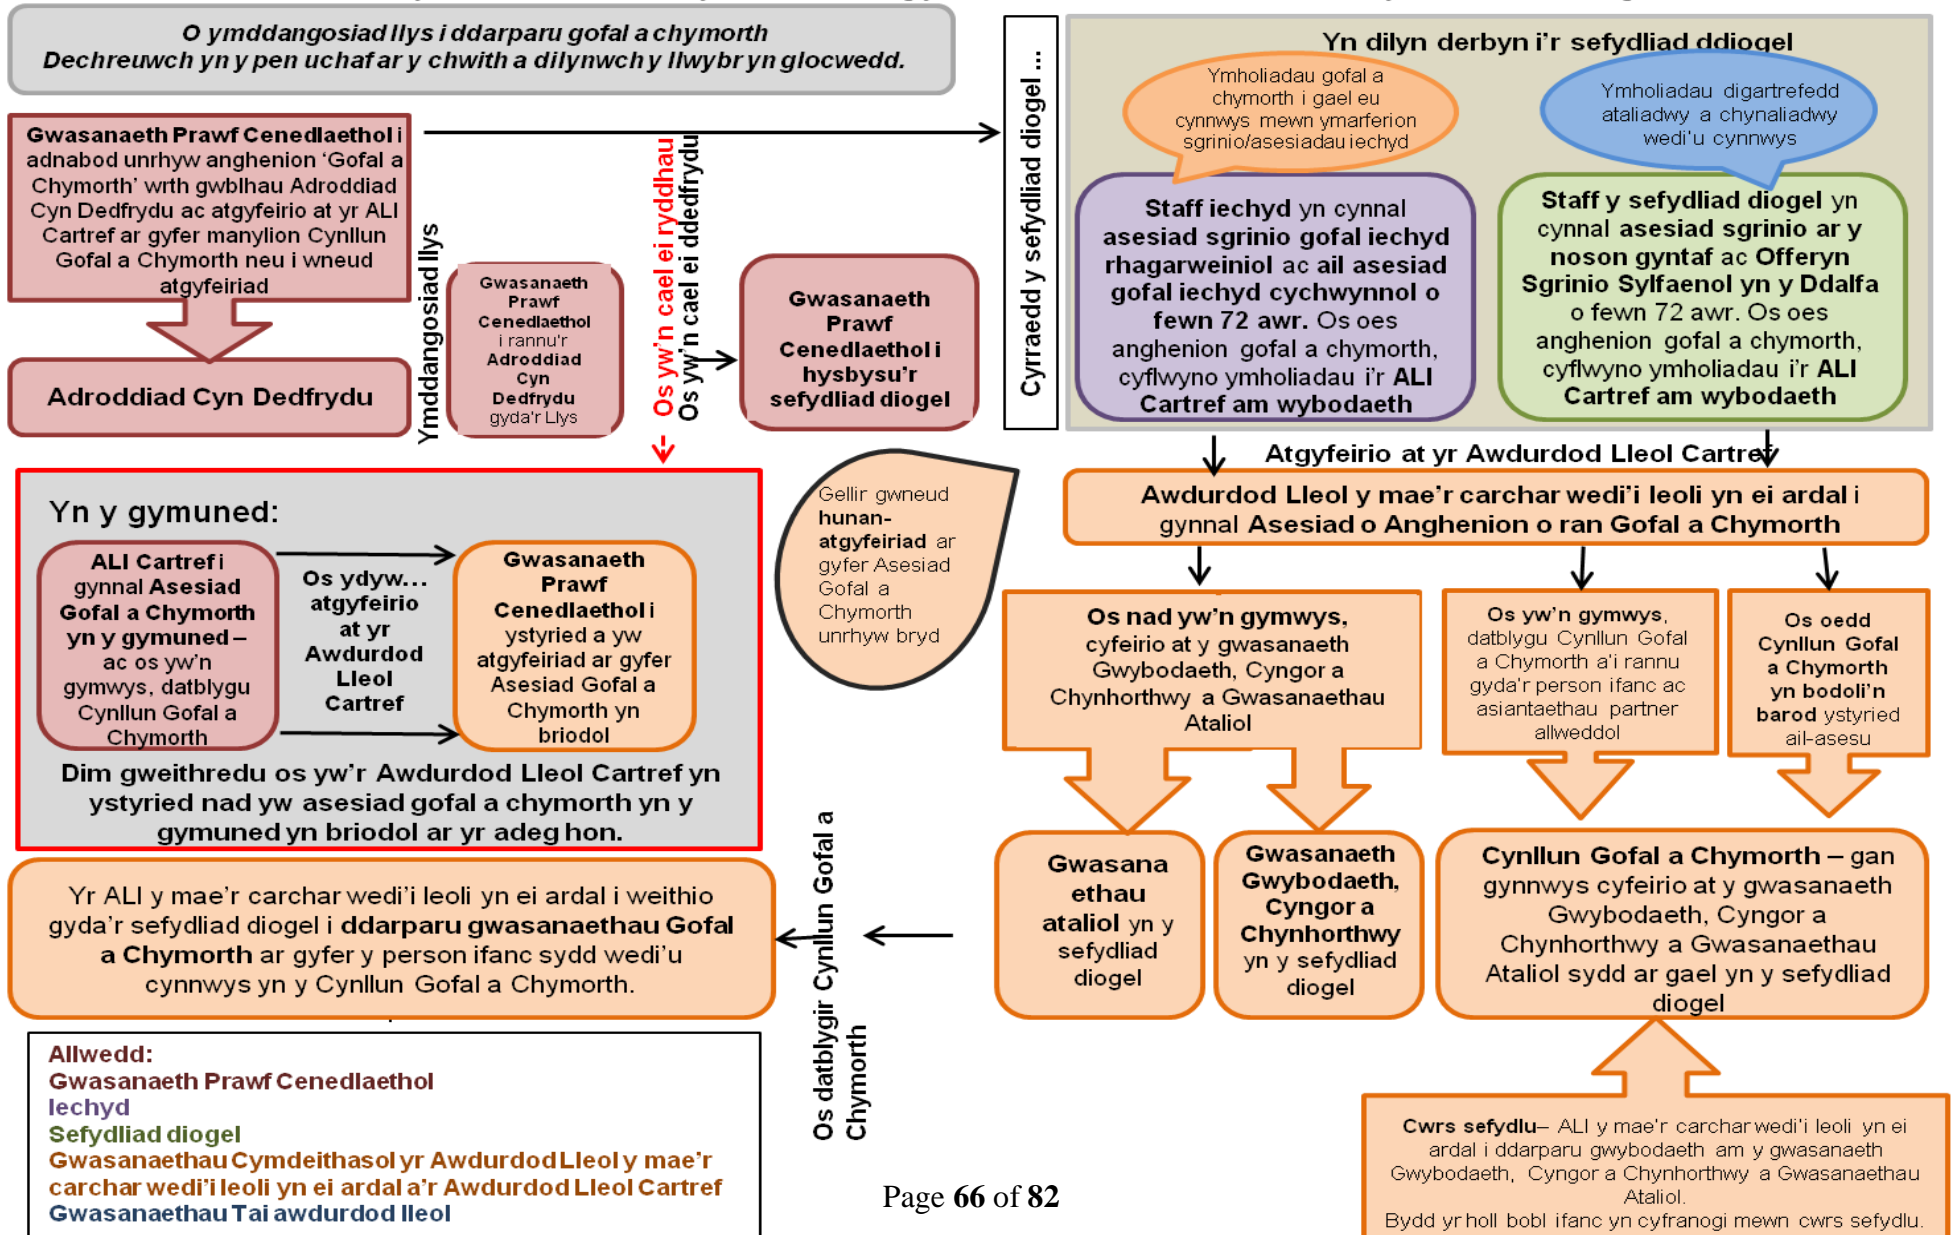 O ymddangosiad llys i ddarparu gofal a chymorth
Dechreuwch yn y pen uchaf ar y chwith a dilynwch y llwybr yn glocwedd.
Gwasanaeth Prawf Cenedlaethol i
adnabod unrhyw anghenion 'Gofal a
Chymorth' wrth gwblhau Adroddiad
Cyn Dedfrydu ac atgyfeirio at yr ALI
Cartref ar gyfer manylion Cynllun
Gofal a Chymorth neu i wneud
atgyfeiriad
Adroddiad Cyn Dedfrydu
Ymddangosiad llys
Gwasanaeth
Prawf
Cenedlaethol
i rannu'r
Adroddiad
Cyn
Dedfrydu
gyda'r Llys
Os yw'n cael ei ryddhau
Os yw'n cael ei ddedfrydu
Gwasanaeth
Prawf
Cenedlaethol i
hysbysu'r
sefydliad diogel
Cyrraedd y sefydliad diogel ...
Yn dilyn derbyn i'r sefydliad ddiogel
Ymholiadau gofal a
chymorth i gael eu
cynnwys mewn ymarferion
sgrinio/asesiadau iechyd
Ymholiadau digartrefedd
ataliadwy a chynaliadwy
wedi'u cynnwys
Staff iechyd yn cynnal
asesiad sgrinio gofal iechyd
rhagarweiniol ac ail asesiad
gofal iechyd cychwynnol o
fewn 72 awr. Os oes
anghenion gofal a chymorth,
cyflwyno ymholiadau i'r ALI
Cartref am wybodaeth
Staff y sefydliad diogel yn
cynnal asesiad sgrinio ar y
noson gyntaf ac Offeryn
Sgrinio Sylfaenol yn y Ddalfa
o fewn 72 awr. Os oes
anghenion gofal a chymorth,
cyflwyno ymholiadau i'r ALI
Cartref am wybodaeth
Atgyfeirio at yr Awdurdod Lleol Cartref
Awdurdod Lleol y mae'r carchar wedi'i leoli yn ei ardal i
gynnal Asesiad o Anghenion o ran Gofal a Chymorth
Gellir gwneud
hunan-
atgyfeiriad ar
gyfer Asesiad
Gofal a
Chymorth
unrhyw bryd
Os nad yw'n gymwys,
cyfeirio at y gwasanaeth
Gwybodaeth, Cyngor a
Chynhorthwy a Gwasanaethau
Ataliol
Os yw'n gymwys,
datblygu Cynllun Gofal
a Chymorth a'i rannu
gyda'r person ifanc ac
asiantaethau partner
allweddol
Os oedd
Cynllun Gofal
a Chymorth
yn bodoli'n
barod ystyried
ail-asesu
Gwasana
ethau
ataliol yn y
sefydliad
diogel
Gwasanaeth
Gwybodaeth,
Cyngor a
Chynhorthwy
yn y sefydliad
diogel
Cynllun Gofal a Chymorth – gan
gynnwys cyfeirio at y gwasanaeth
Gwybodaeth, Cyngor a
Chynhorthwy a Gwasanaethau
Ataliol sydd ar gael yn y sefydliad
diogel
Cwrs sefydlu– ALI y mae'r carchar wedi'i leoli yn ei
ardal i ddarparu gwybodaeth am y gwasanaeth
Gwybodaeth, Cyngor a Chynhorthwy a Gwasanaethau
Ataliol.
Bydd yr holl bobl ifanc yn cyfranogi mewn cwrs sefydlu.
Os datblygir Cynllun Gofal a
Chymorth
Yn y gymuned:
ALI Cartref i
gynnal Asesiad
Gofal a Chymorth
yn y gymuned –
ac os yw'n
gymwys, datblygu
Cynllun Gofal a
Chymorth
Os ydyw...
atgyfeirio
at yr
Awdurdod
Lleol
Cartref
Gwasanaeth
Prawf
Cenedlaethol i
ystyried a yw
atgyfeiriad ar gyfer
Asesiad Gofal a
Chymorth yn
briodol
Dim gweithredu os yw'r Awdurdod Lleol Cartref yn
ystyried nad yw asesiad gofal a chymorth yn y
gymuned yn briodol ar yr adeg hon.
Yr ALI y mae'r carchar wedi'i leoli yn ei ardal i weithio
gyda'r sefydliad diogel i ddarparu gwasanaethau Gofal
a Chymorth ar gyfer y person ifanc sydd wedi'u
cynnwys yn y Cynllun Gofal a Chymorth.
Allwedd:
Gwasanaeth Prawf Cenedlaethol
Iechyd
Sefydliad diogel
Gwasanaethau Cymdeithasol yr Awdurdod Lleol y mae'r
carchar wedi'i leoli yn ei ardal a'r Awdurdod Lleol Cartref
Gwasanaethau Tai awdurdod lleol
Page 66 of 82